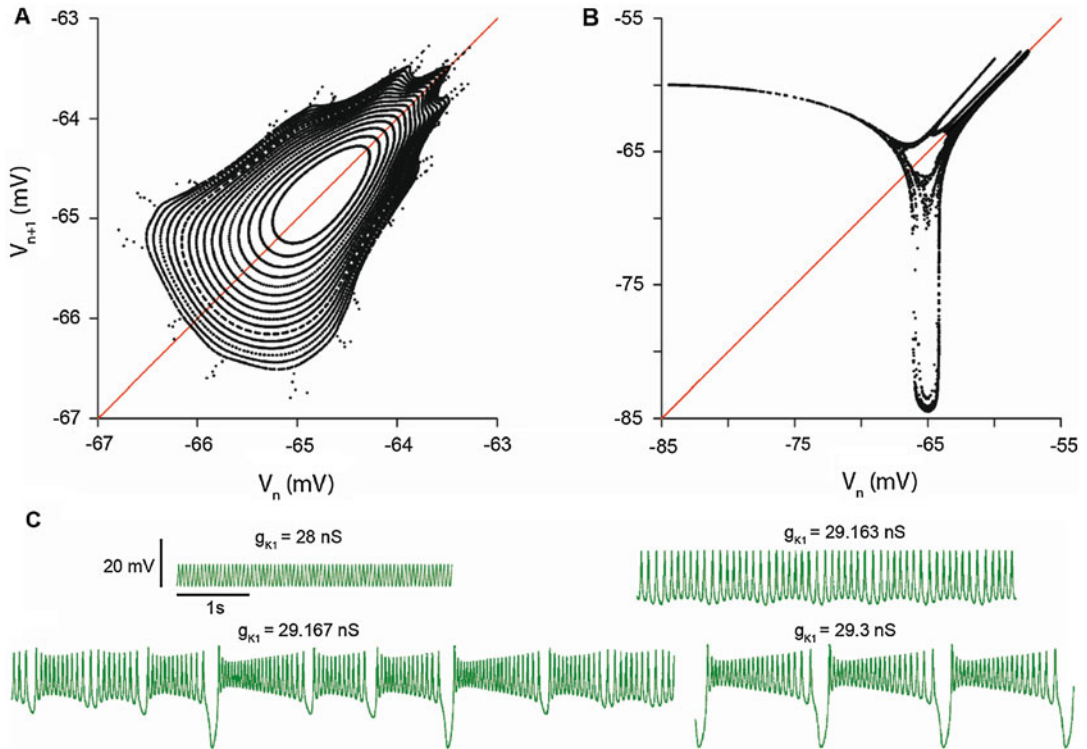 A
-63
-64
-65
-66
-67
V_{n+1} (mV)
-67 -66 -65 -64 -63
V_n (mV)
B
-55
-65
-75
-85
-85 -75 -65 -55
V_n (mV)
C
20 mV
g_{K1} = 28 nS
1s
g_{K1} = 29.163 nS
g_{K1} = 29.167 nS
g_{K1} = 29.3 nS